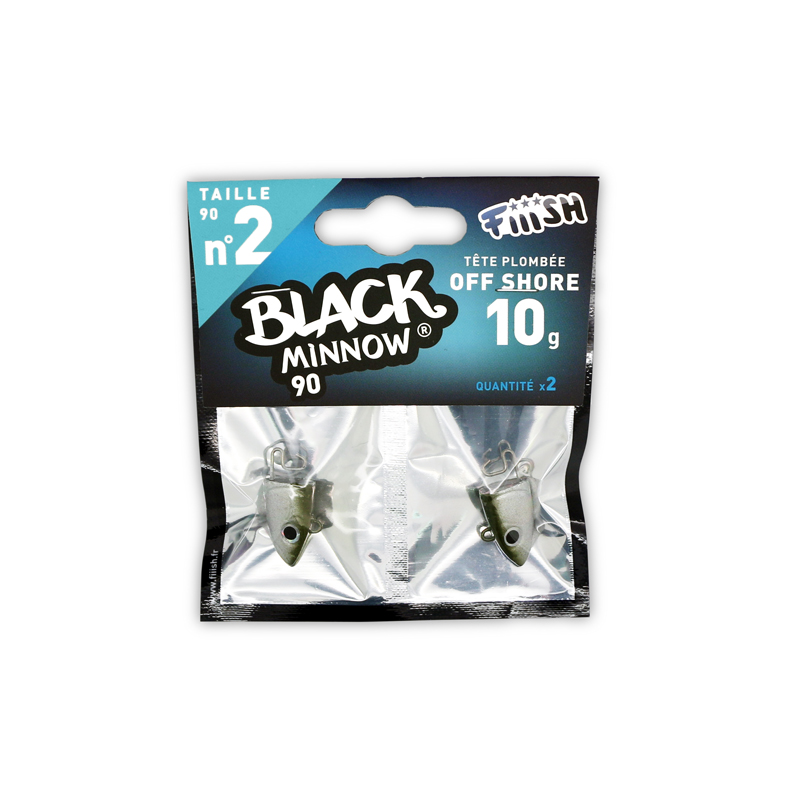 TAILLE
90
n°2
FiiiSH
TÊTE PLOMBÉE
OFF SHORE
10g
BLACK
MINNOW®
90
QUANTITÉ x2
www.fiiish.fr